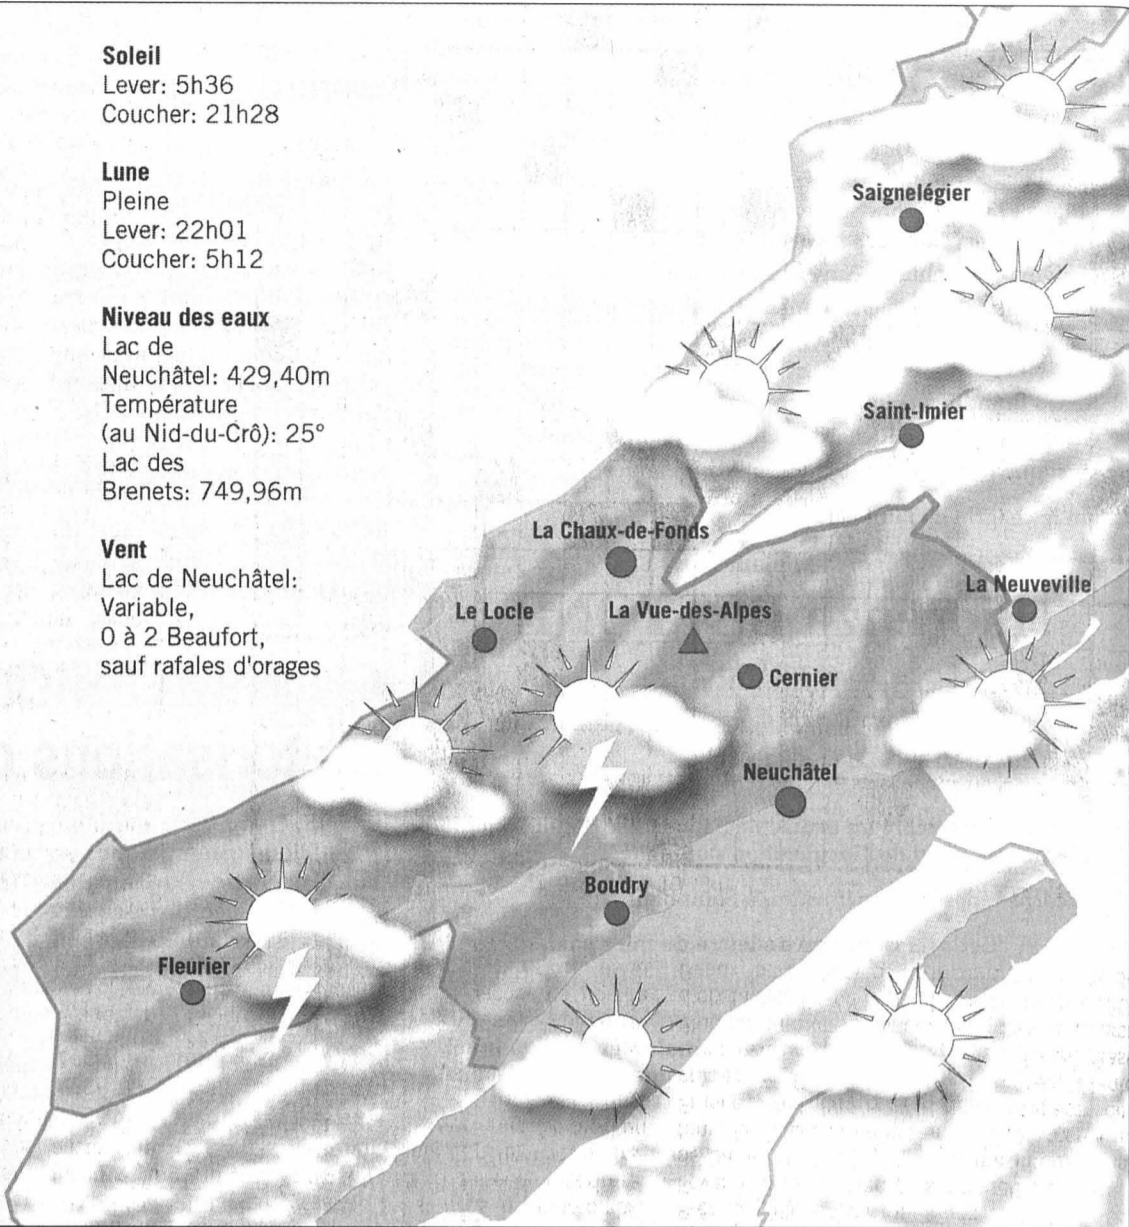 Soleil
Lever: 5h36
Coucher: 21h28
Lune
Pleine
Lever: 22h01
Coucher: 5h12
Niveau des eaux
Lac de
Neuchâtel: 429,40m
Température
(au Nid-du-Crô): 25°
Lac des
Brenets: 749,96m
Vent
Lac de Neuchâtel:
Variable,
0 à 2 Beaufort,
sauf rafales d'orages
Saignelégier
Saint-Imier
La Chaux-de-Fonds
La Neuveville
Le Locle
La Vue-des-Alpes
Cernier
Neuchâtel
Boudry
Fleurier